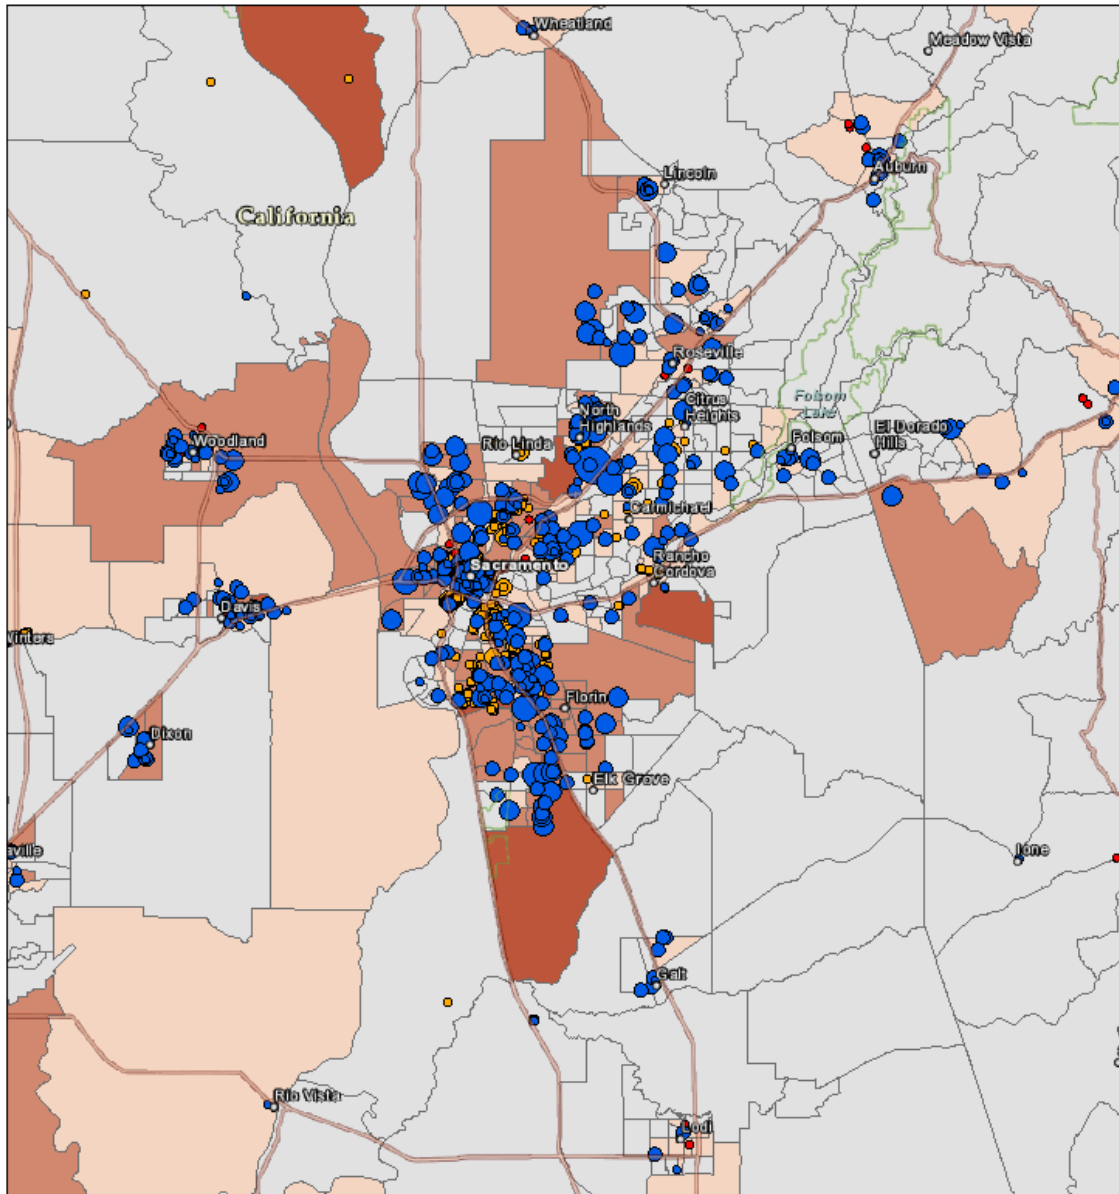 Wheatland
Meadow Vista
Auburn
Lincoln
California
Roseville
Folsom
Lake
Citrus
Heights
North
Highlands
Rio Linda
Woodland
Folsom
El Dorado
Hills
Carmichael
Sacramento
Rancho
Cordova
Davis
Winters
Florin
Dixon
Elk Grove
aville
Ione
Galt
Rio Vista
Lodi